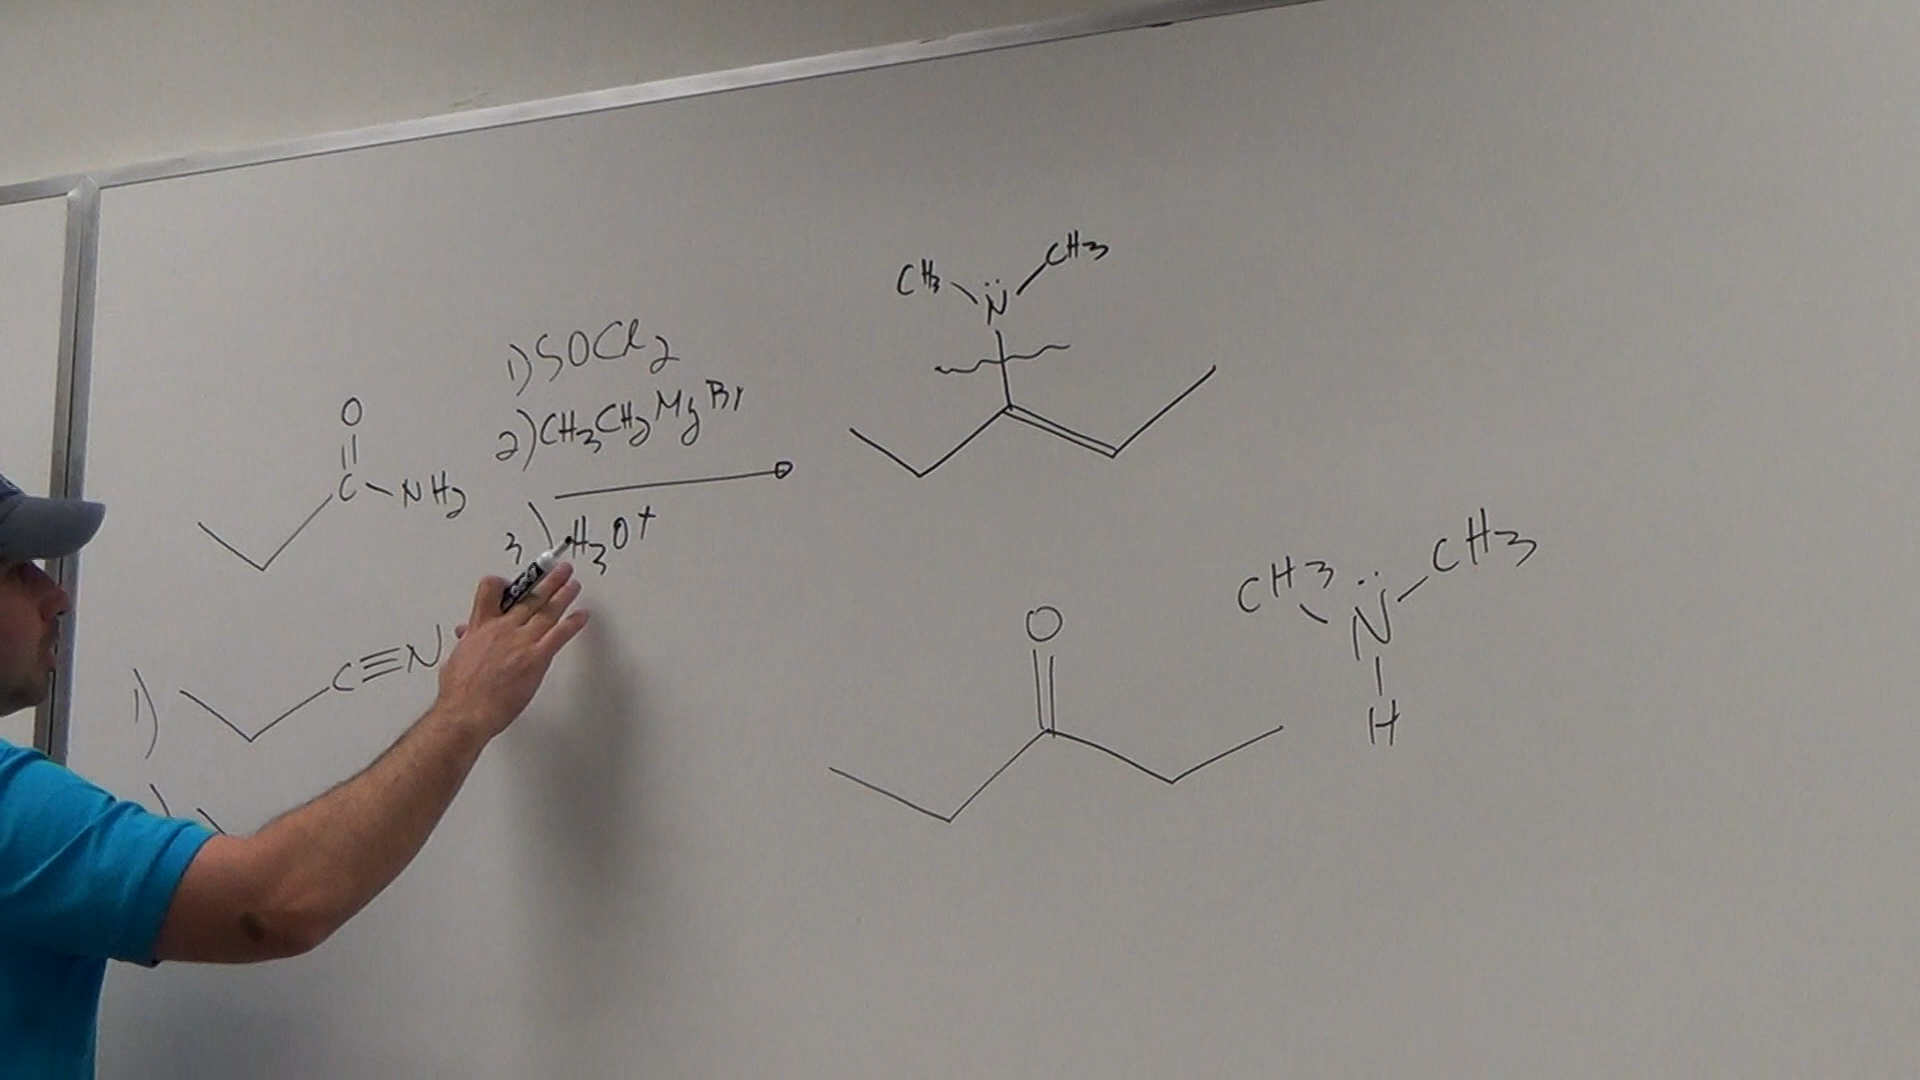 1) SOCl2
2) CH3CH2MgBr
3) H3O+
O
C NH2
1) C≡N
CH3 N CH3
O
CH3 N CH3
H